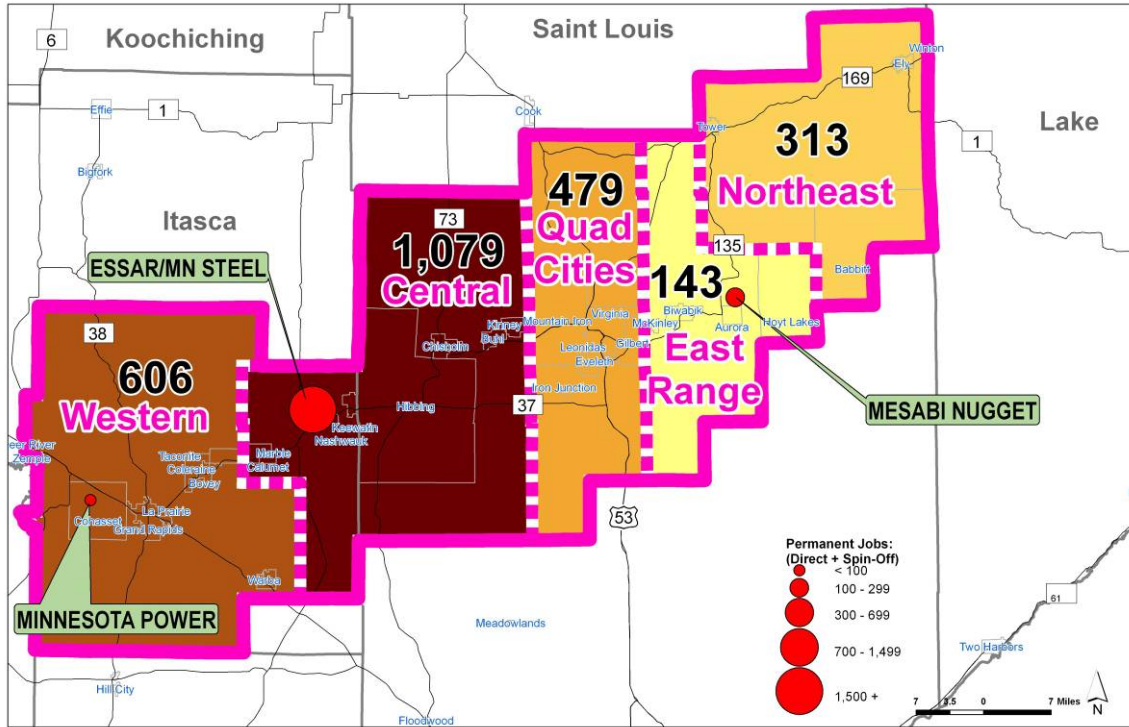 6
Koochiching
Saint Louis
Winton
Ely
169
Effie
1
Cook
Tower
Lake
1
313
Northeast
Bigfork
479
Quad
Cities
73
Itasca
1,079
Central
135
Babbitt
ESSAR/MN STEEL
143
East
Range
38
Kinney
Buhl
Chisholm
Mountain Iron
Virginia
McKinley
Biwabik
Aurora
Hoyt Lakes
Leonidas
Gilbert
Eveleth
606
Western
Iron Junction
Hibbing
37
MESABI NUGGET
Keewatin
Nashwauk
eer River
Zemple
Taconite
Coleraine
Bovey
Marble
Calumet
La Prairie
Cohasset
Grand Rapids
53
Warba
MINNESOTA POWER
Meadowlands
Hill City
Floodwood
Permanent Jobs:
(Direct + Spin-Off)
< 100
100 - 299
300 - 699
700 - 1,499
1,500 +
61
Two Harbors
7 3.5 0 7 Miles
N